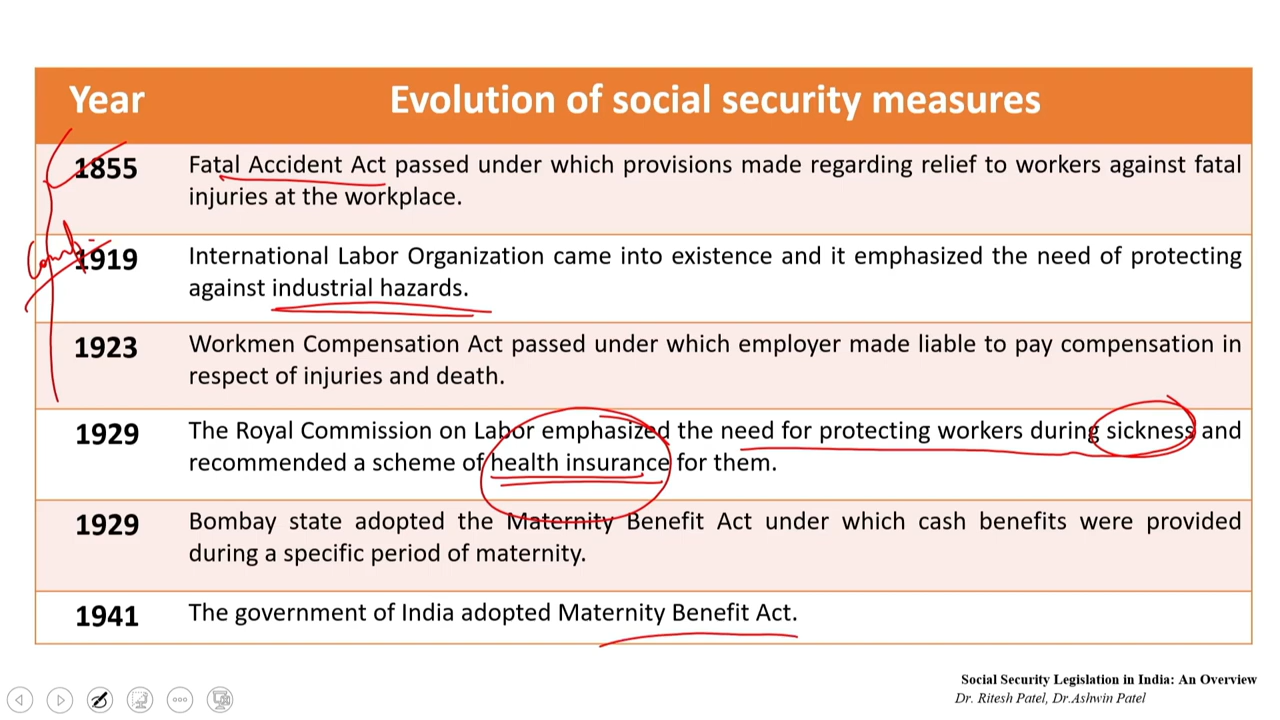 Year Evolution of social security measures
1855 Fatal Accident Act passed under which provisions made regarding relief to workers against fatal
injuries at the workplace.
1919 International Labor Organization came into existence and it emphasized the need of protecting
against industrial hazards.
1923 Workmen Compensation Act passed under which employer made liable to pay compensation in
respect of injuries and death.
1929 The Royal Commission on Labor emphasized the need for protecting workers during sickness and
recommended a scheme of health insurance for them.
1929 Bombay state adopted the Maternity Benefit Act under which cash benefits were provided
during a specific period of maternity.
1941 The government of India adopted Maternity Benefit Act.
Social Security Legislation in India: An Overview
Dr. Ritesh Patel, Dr.Ashwin Patel